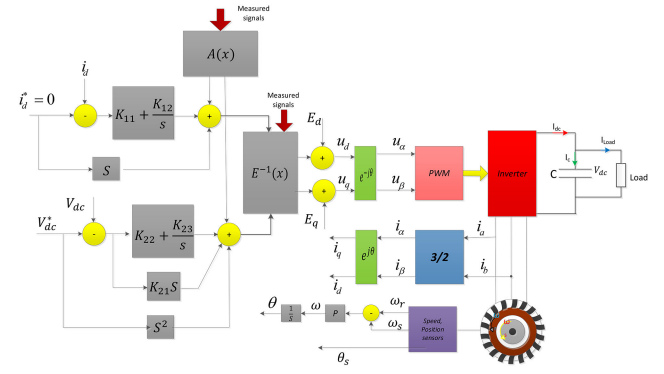 Measured
signals
A(x)
i_d
i_d^* = 0
K_11 + K_12/s
+
-
S
Measured
signals
E^-1(x)
E_d
E_q
+
+
u_d
u_q
e^-jθ
u_α
u_β
PWM
Inverter
I_dc
I_Load
I_c
C
V_dc
Load
V_dc
V_dc^*
-
K_22 + K_23/s
+
K_21 S
S^2
i_q
i_d
e^jθ
i_α
i_β
3/2
i_a
i_b
θ
1/S
ω
P
-
ω_r
ω_s
Speed,
Position
sensors
θ_s